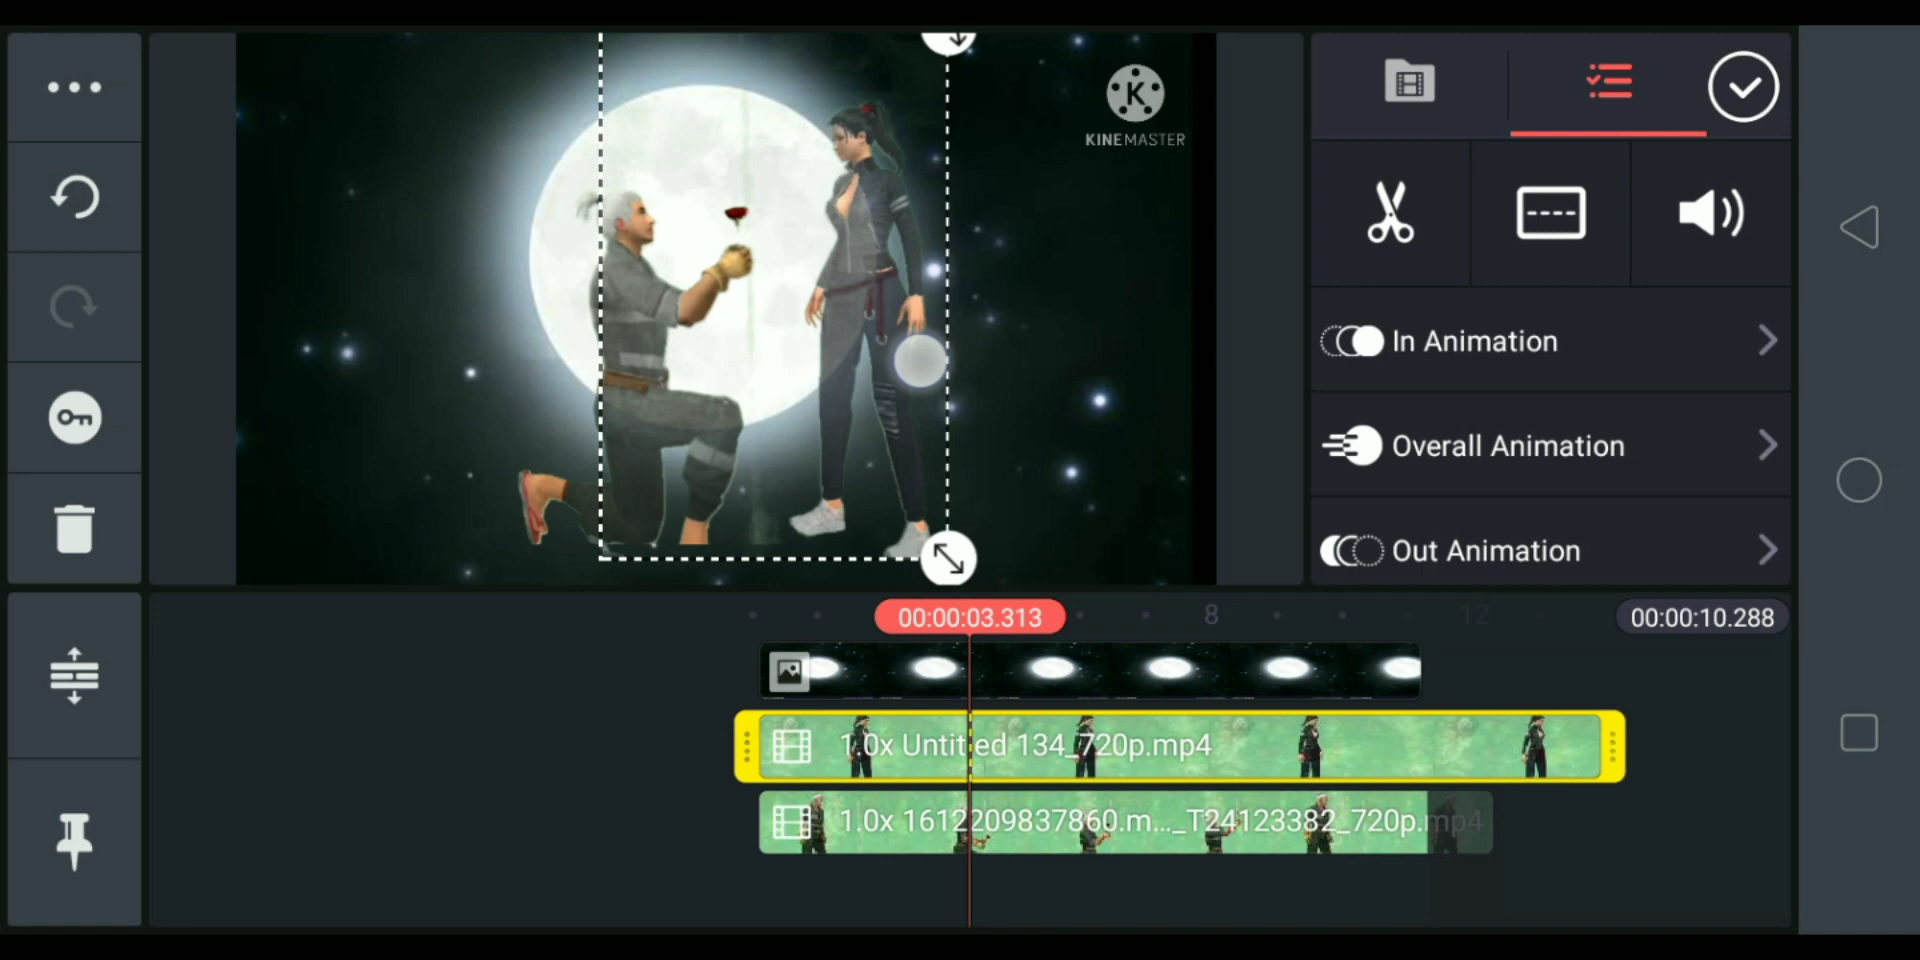 K
KINEMASTER
In Animation
Overall Animation
Out Animation
00:00:03.313
8
12
00:00:10.288
1.0x Untitled 134_720p.mp4
1.0x 1612209837860.m..._T24123382_720p.mp4